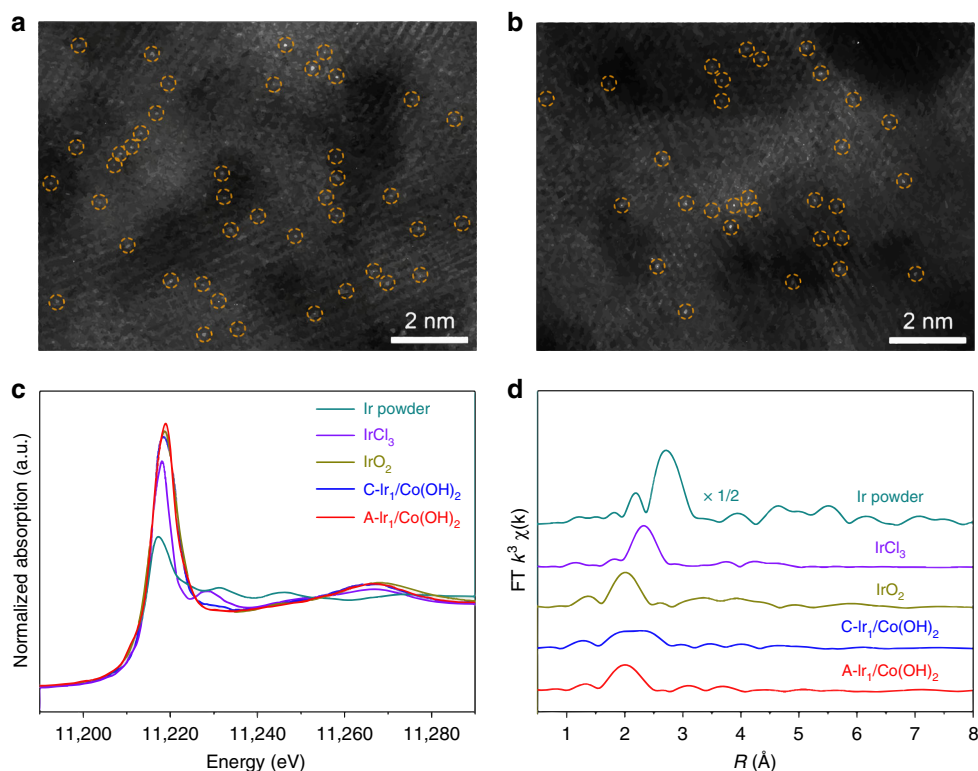 a
b
2 nm
2 nm
c
Normalized absorption (a.u.)
Ir powder
IrCl₃
IrO₂
C-Ir₁/Co(OH)₂
A-Ir₁/Co(OH)₂
11,200 11,220 11,240 11,260 11,280
Energy (eV)
d
FT k³ χ(k)
× 1/2
Ir powder
IrCl₃
IrO₂
C-Ir₁/Co(OH)₂
A-Ir₁/Co(OH)₂
1 2 3 4 5 6 7 8
R (Å)